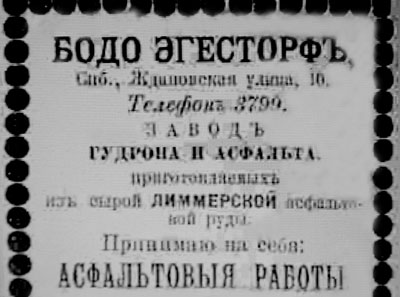 БОДО ЭГЕСТОРФЪ,
Спб., Ждановская улица, 10.
Телефонъ 3799.
ЗАВОДЪ
ГУДРОНА И АСФАЛЬТА,
приготовляемыхъ
изъ сырой ЛИММЕРСКОЙ асфальто-
вой руды.
Принимаю на себя:
АСФАЛЬТОВЫЯ РАБОТЫ